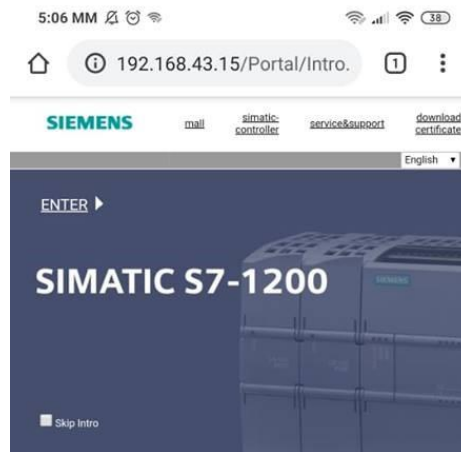 5:06 MM
38
192.168.43.15/Portal/Intro.
1
SIEMENS
mall
simatic-
controller
service&support
download
certificate
English
ENTER
SIMATIC S7-1200
SIEMENS
Skip Intro